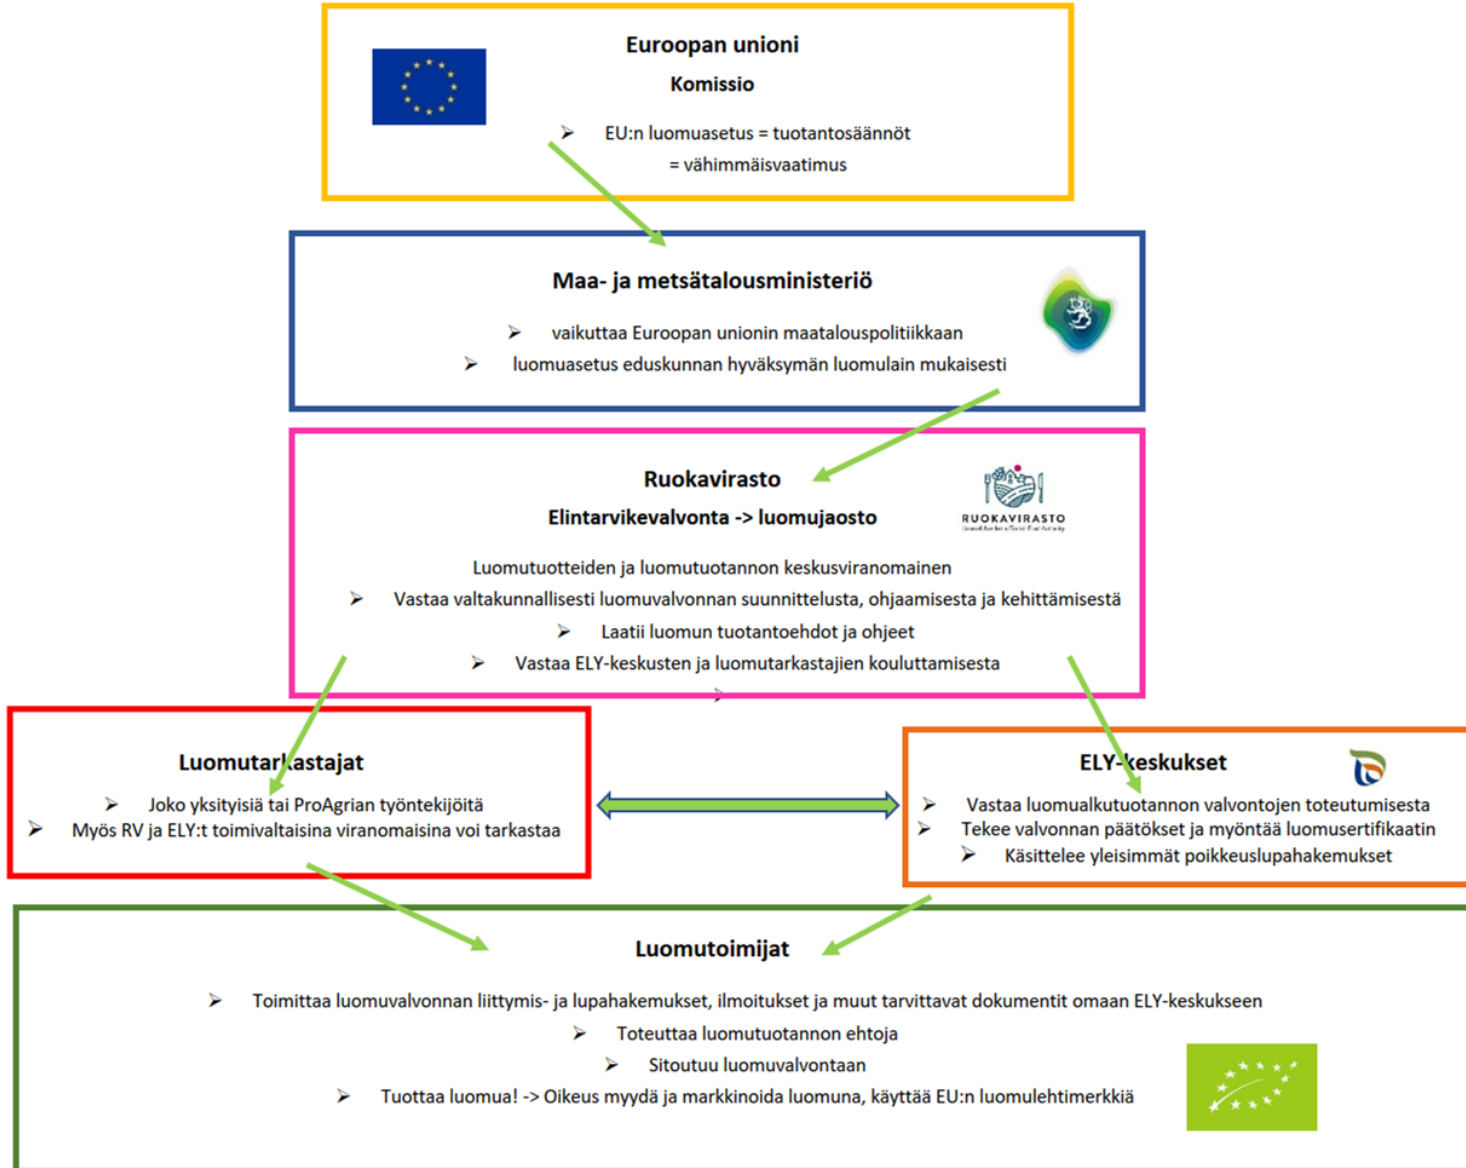 Euroopan unioni
Komissio
➢ EU:n luomuasetus = tuotantosäännöt
= vähimmäisvaatimus
Maa- ja metsätalousministeriö
➢ vaikuttaa Euroopan unionin maatalouspolitiikkaan
➢ luomuasetus eduskunnan hyväksymän luomulain mukaisesti
Ruokavirasto
Elintarvikevalvonta -> luomujaosto
RUOKAVIRASTO
Luomutuotteiden ja luomutuotannon keskusviranomainen
➢ Vastaa valtakunnallisesti luomuvalvonnan suunnittelusta, ohjaamisesta ja kehittämisestä
➢ Laatii luomun tuotantoehdot ja ohjeet
➢ Vastaa ELY-keskusten ja luomutarkastajien kouluttamisesta
➢
Luomutarkastajat
➢ Joko yksityisiä tai ProAgrian työntekijöitä
➢ Myös RV ja ELY:t toimivaltaisina viranomaisina voi tarkastaa
ELY-keskukset
➢ Vastaa luomualkutuotannon valvontojen toteutumisesta
➢ Tekee valvonnan päätökset ja myöntää luomusertifikaatin
➢ Käsittelee yleisimmät poikkeuslupahakemukset
Luomutoimijat
➢ Toimittaa luomuvalvonnan liittymis- ja lupahakemukset, ilmoitukset ja muut tarvittavat dokumentit omaan ELY-keskukseen
➢ Toteuttaa luomutuotannon ehtoja
➢ Sitoutuu luomuvalvontaan
➢ Tuottaa luomua! -> Oikeus myydä ja markkinoida luomuna, käyttää EU:n luomulehtimerkkiä